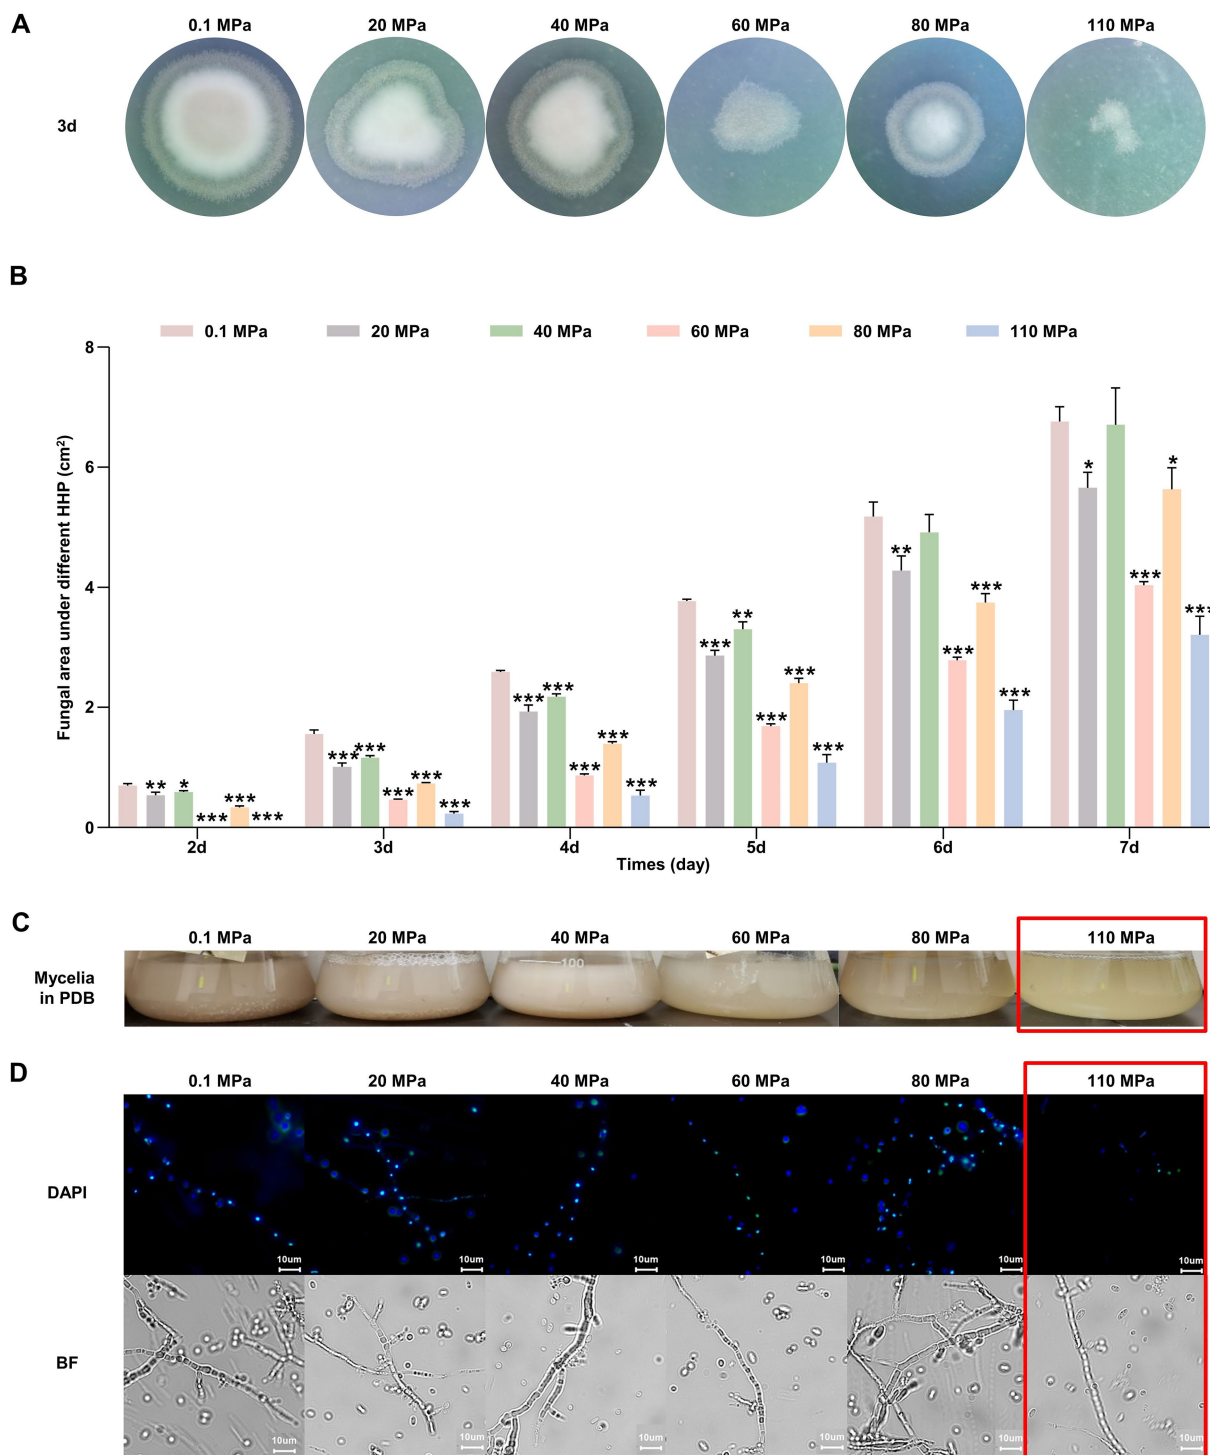 A
0.1 MPa 20 MPa 40 MPa 60 MPa 80 MPa 110 MPa
3d
B
0.1 MPa 20 MPa 40 MPa 60 MPa 80 MPa 110 MPa
Fungal area under different HHP (cm²)
8
6
4
2
0
** * *** *** ***
*** *** *** *** ***
*** *** *** *** ***
*** ** *** *** ***
** *** *** ***
* *** * ***
2d 3d 4d 5d 6d 7d
Times (day)
C
0.1 MPa 20 MPa 40 MPa 60 MPa 80 MPa 110 MPa
Mycelia
in PDB
100
D
0.1 MPa 20 MPa 40 MPa 60 MPa 80 MPa 110 MPa
DAPI
10um 10um 10um 10um 10um 10um
BF
10um 10um 10um 10um 10um 10um